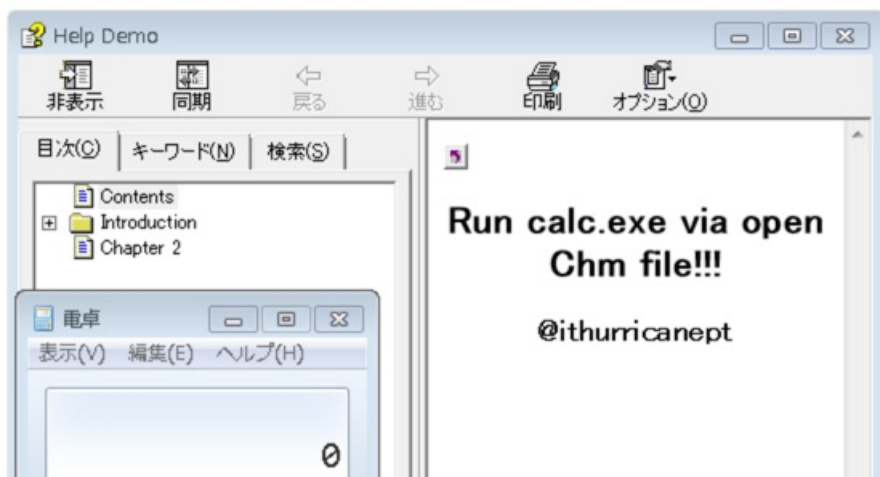 Help Demo
非表示 同期 戻る 進む 印刷 オプション(O)
目次(C) キーワード(N) 検索(S)
Contents
Introduction
Chapter 2
Run calc.exe via open
Chm file!!!
@ithurricanept
電卓
表示(V) 編集(E) ヘルプ(H)
0